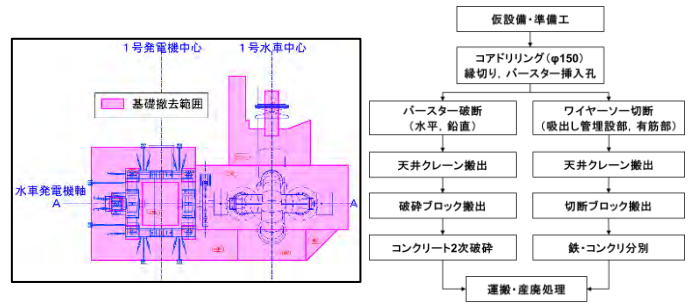 1号発電機中心
1号水車中心
基礎撤去範囲
水車発電機軸
A
A
仮設備・準備工
コアドリリング(φ150)
縁切り,バースター挿入孔
バースター破断
(水平,鉛直)
ワイヤーソー切断
(吸出し管埋設部,有筋部)
天井クレーン搬出
天井クレーン搬出
破砕ブロック搬出
切断ブロック搬出
コンクリート2次破砕
鉄・コンクリ分別
運搬・産廃処理